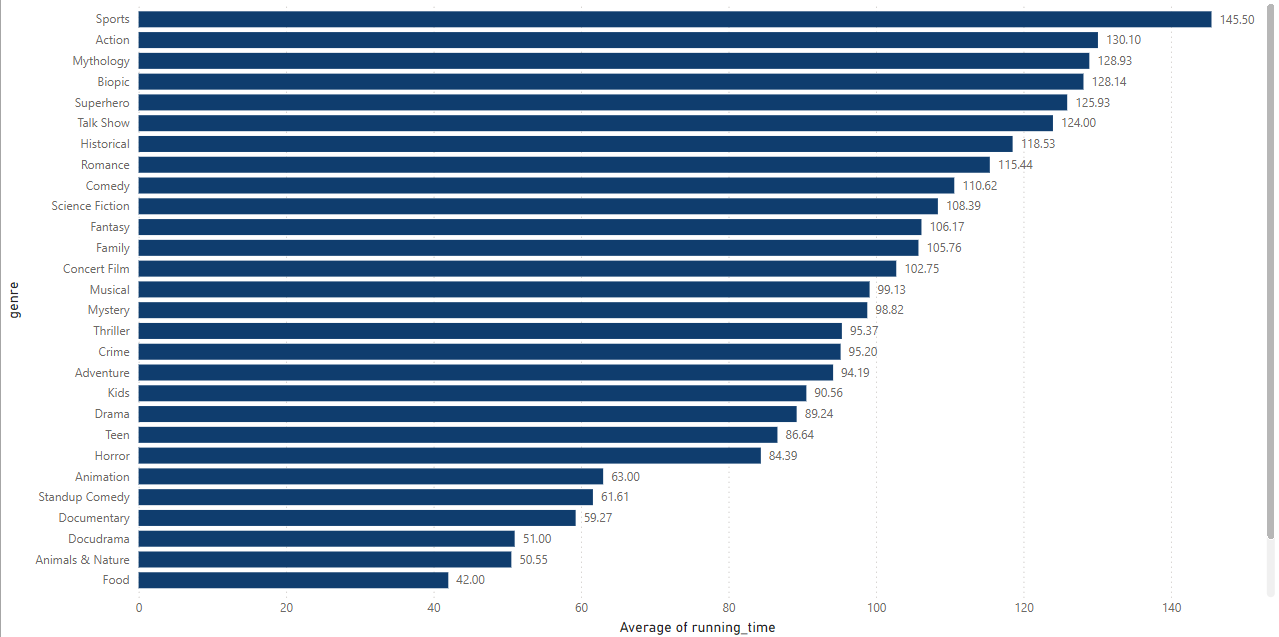 genre
Sports 145.50
Action 130.10
Mythology 128.93
Biopic 128.14
Superhero 125.93
Talk Show 124.00
Historical 118.53
Romance 115.44
Comedy 110.62
Science Fiction 108.39
Fantasy 106.17
Family 105.76
Concert Film 102.75
Musical 99.13
Mystery 98.82
Thriller 95.37
Crime 95.20
Adventure 94.19
Kids 90.56
Drama 89.24
Teen 86.64
Horror 84.39
Animation 63.00
Standup Comedy 61.61
Documentary 59.27
Docudrama 51.00
Animals & Nature 50.55
Food 42.00
0 20 40 60 80 100 120 140
Average of running_time